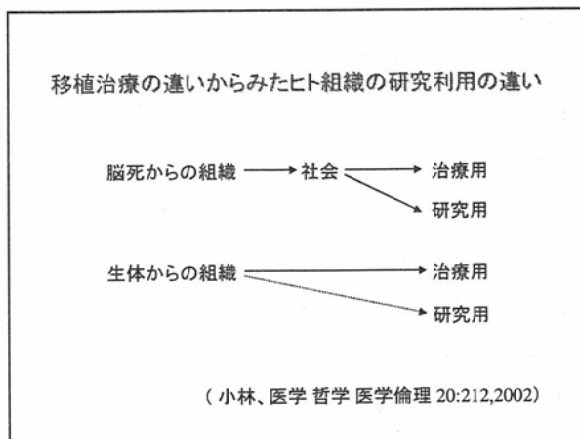 移植治療の違いからみたヒト組織の研究利用の違い
脳死からの組織 → 社会 → 治療用
研究用
生体からの組織 → 治療用
研究用
( 小林、医学 哲学 医学倫理 20:212,2002)